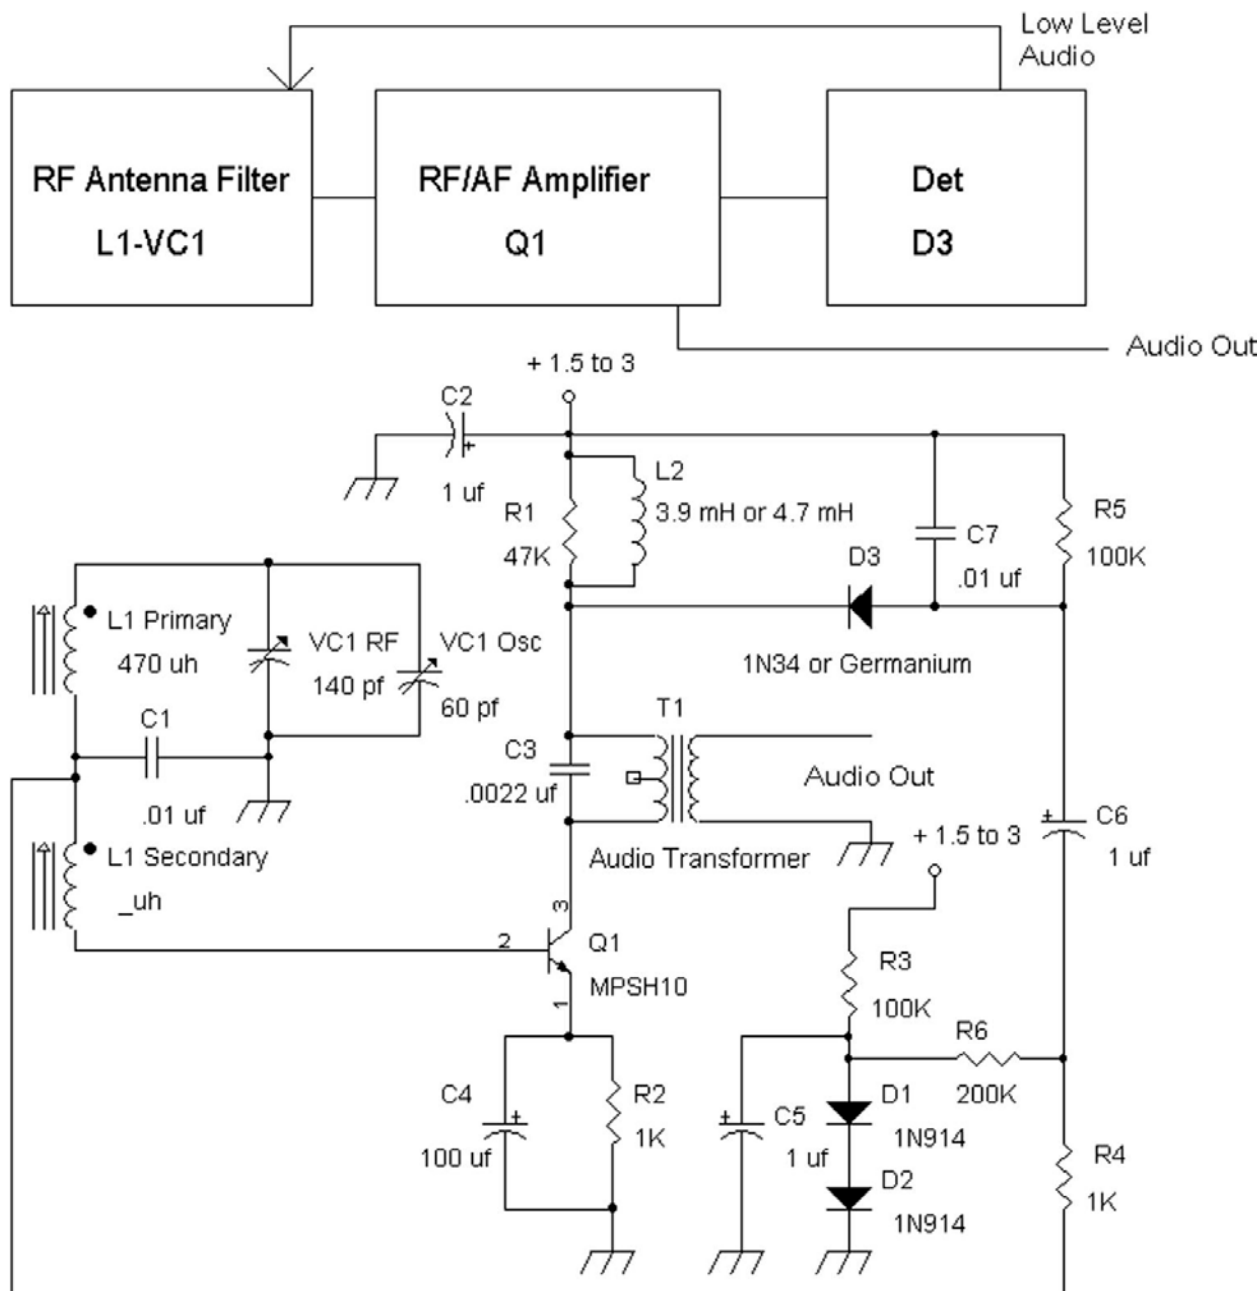 Low Level
Audio
RF Antenna Filter
L1-VC1
RF/AF Amplifier
Q1
Det
D3
Audio Out
+ 1.5 to 3
C2
+
1 uf
R1
47K
L2
3.9 mH or 4.7 mH
D3
1N34 or Germanium
C7
.01 uf
R5
100K
L1 Primary
470 uh
VC1 RF
140 pf
VC1 Osc
60 pf
C1
.01 uf
C3
.0022 uf
T1
Audio Out
Audio Transformer
+ 1.5 to 3
+
C6
1 uf
L1 Secondary
_uh
3
2
1
Q1
MPSH10
R3
100K
R6
200K
C4
+
100 uf
R2
1K
+
C5
1 uf
D1
1N914
D2
1N914
R4
1K